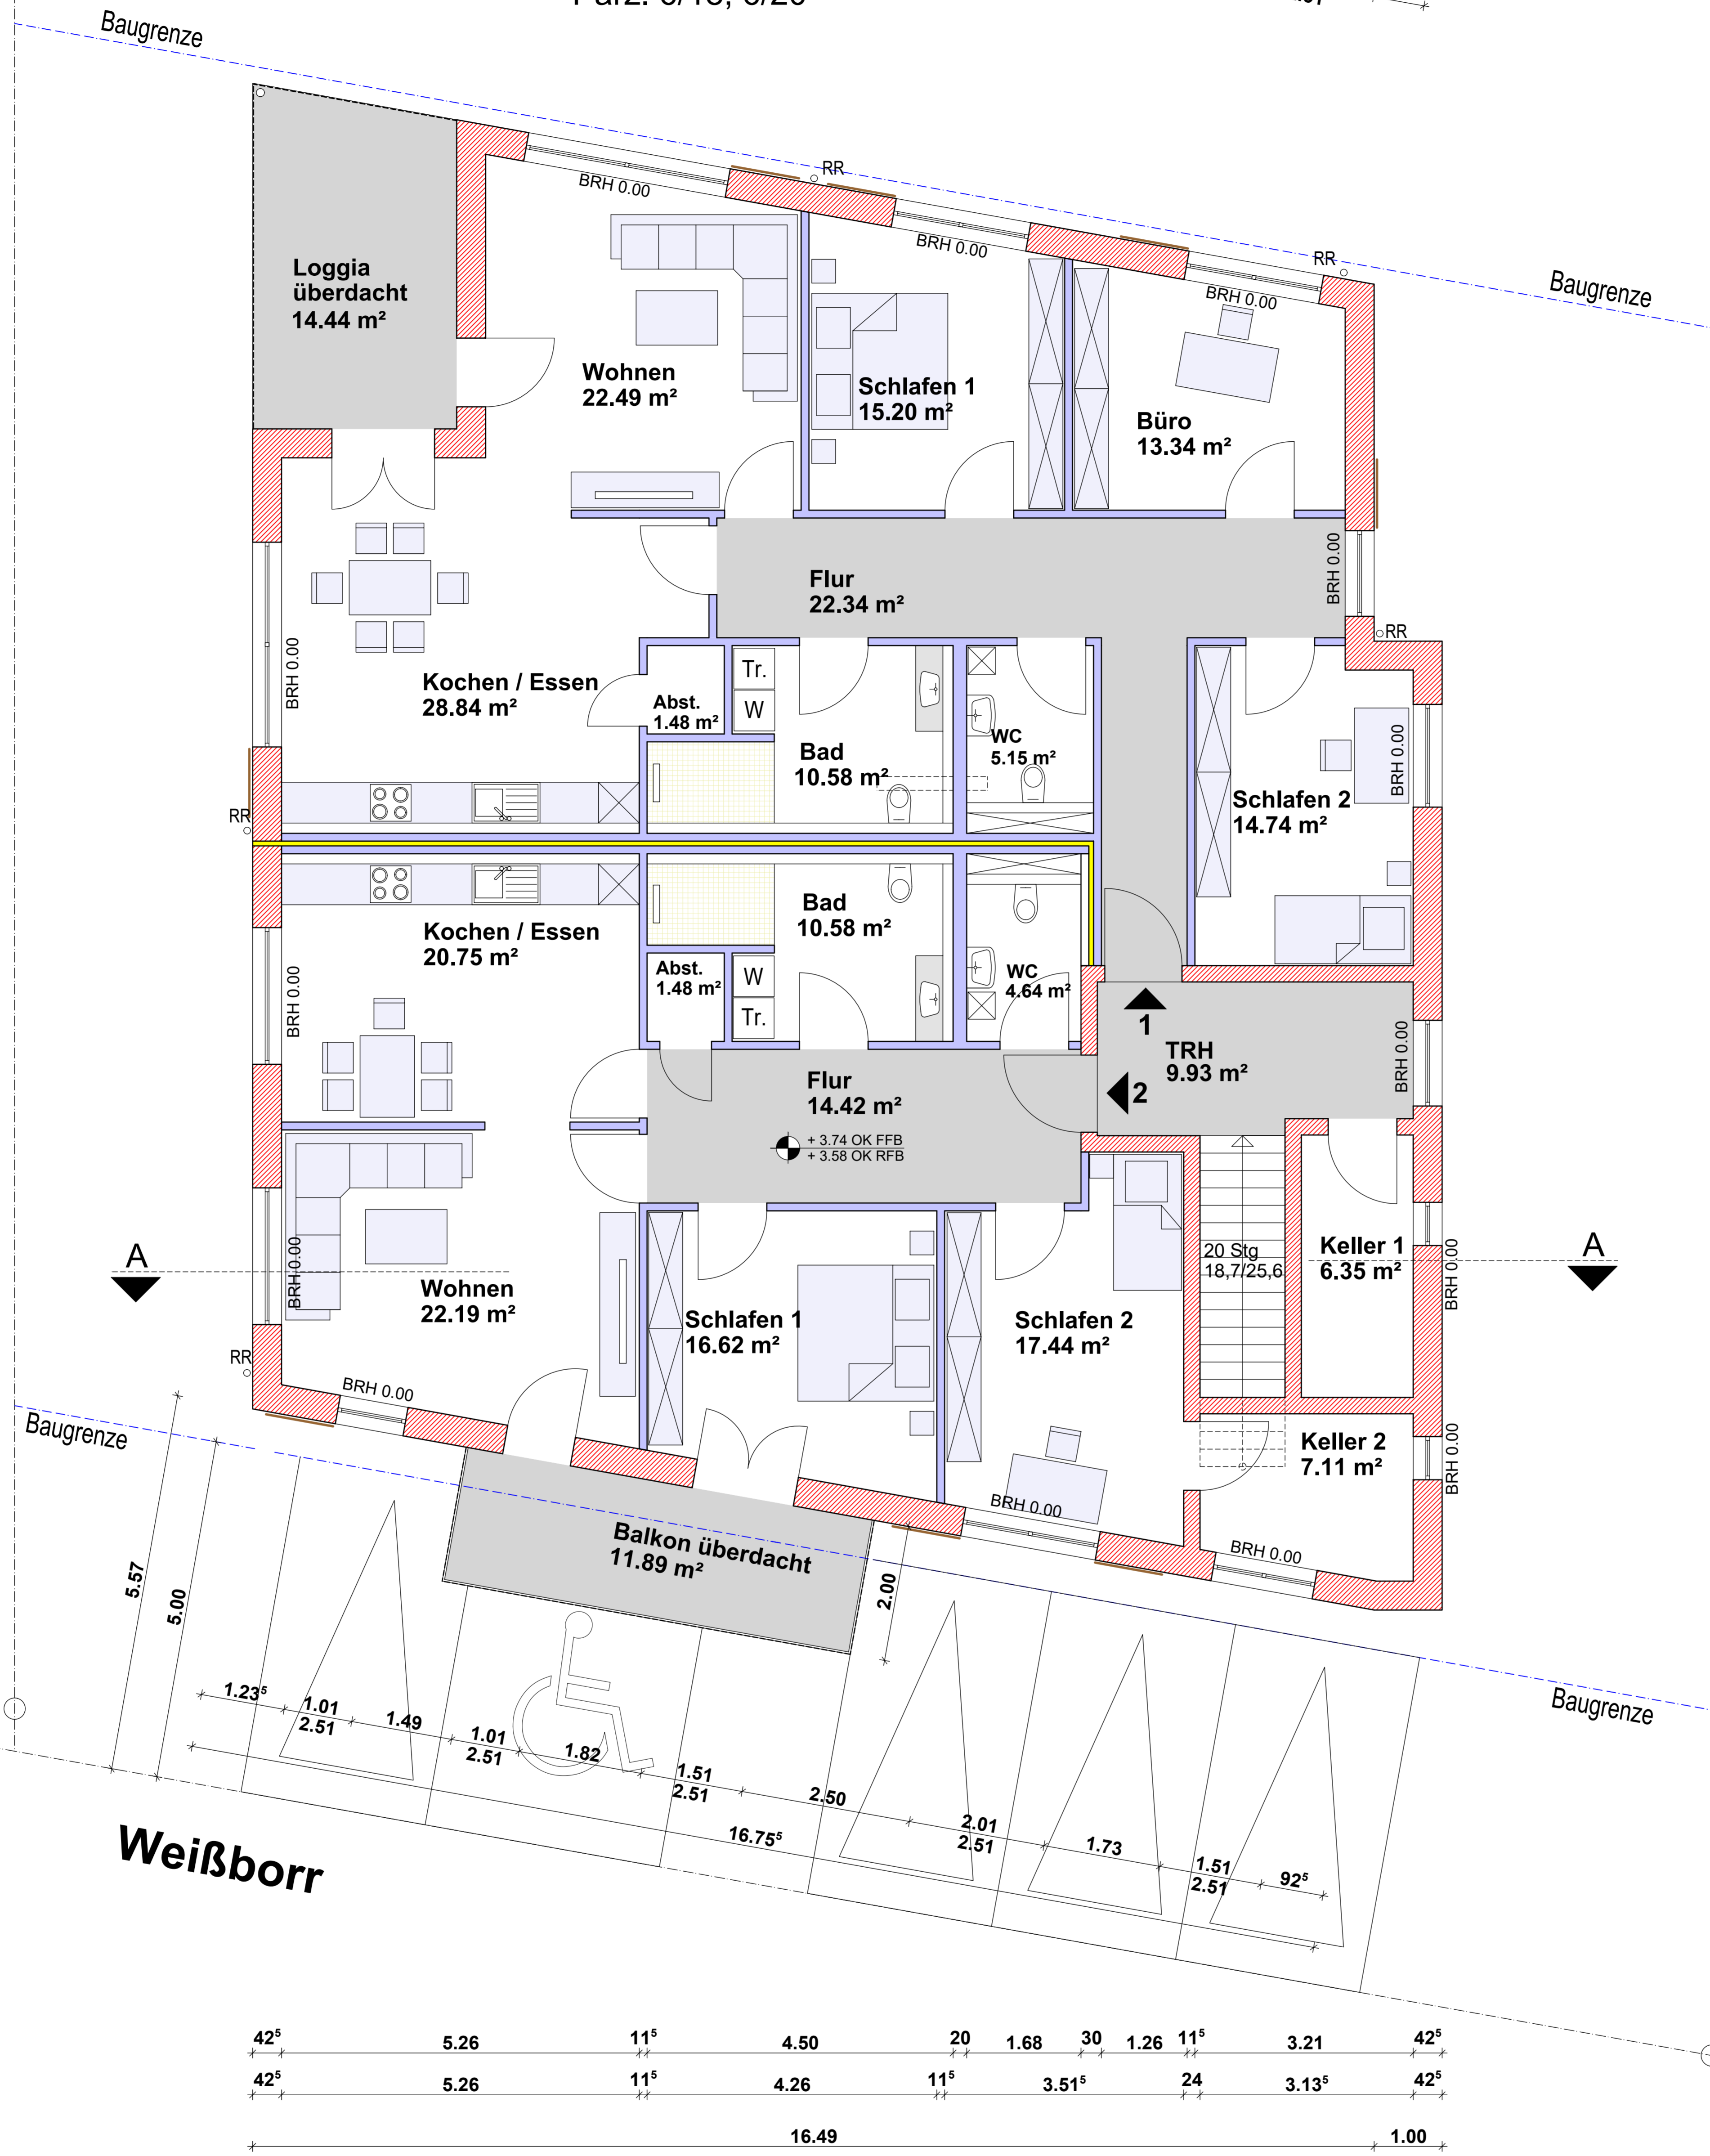 Baugrenze
RR
BRH 0.00
BRH 0.00
RR
BRH 0.00
Baugrenze
Loggia
überdacht
14.44 m²
Wohnen
22.49 m²
Schlafen 1
15.20 m²
Büro
13.34 m²
Flur
22.34 m²
BRH 0.00
RR
BRH 0.00
Kochen / Essen
28.84 m²
Abst.
1.48 m²
Tr.
W
Bad
10.58 m²
WC
5.15 m²
BRH 0.00
Schlafen 2
14.74 m²
RR
Kochen / Essen
20.75 m²
Bad
10.58 m²
Abst.
1.48 m²
W
Tr.
WC
4.64 m²
BRH 0.00
1
TRH
9.93 m²
2
BRH 0.00
Flur
14.42 m²
+ 3.74 OK FFB
+ 3.58 OK RFB
A
A
BRH 0.00
Wohnen
22.19 m²
20 Stg
18,7/25,6
Keller 1
6.35 m²
BRH 0.00
Schlafen 1
16.62 m²
Schlafen 2
17.44 m²
RR
BRH 0.00
Baugrenze
Keller 2
7.11 m²
BRH 0.00
BRH 0.00
BRH 0.00
Balkon überdacht
11.89 m²
5.57
5.00
2.00
Baugrenze
1.23⁵
1.01
2.51
1.49
1.01
2.51
1.82
1.51
2.51
2.50
2.01
2.51
1.73
1.51
2.51
92⁵
16.75⁵
Weißborr
42⁵ 5.26 11⁵ 4.50 20 1.68 30 1.26 11⁵ 3.21 42⁵
42⁵ 5.26 11⁵ 4.26 11⁵ 3.51⁵ 24 3.13⁵ 42⁵
16.49 1.00